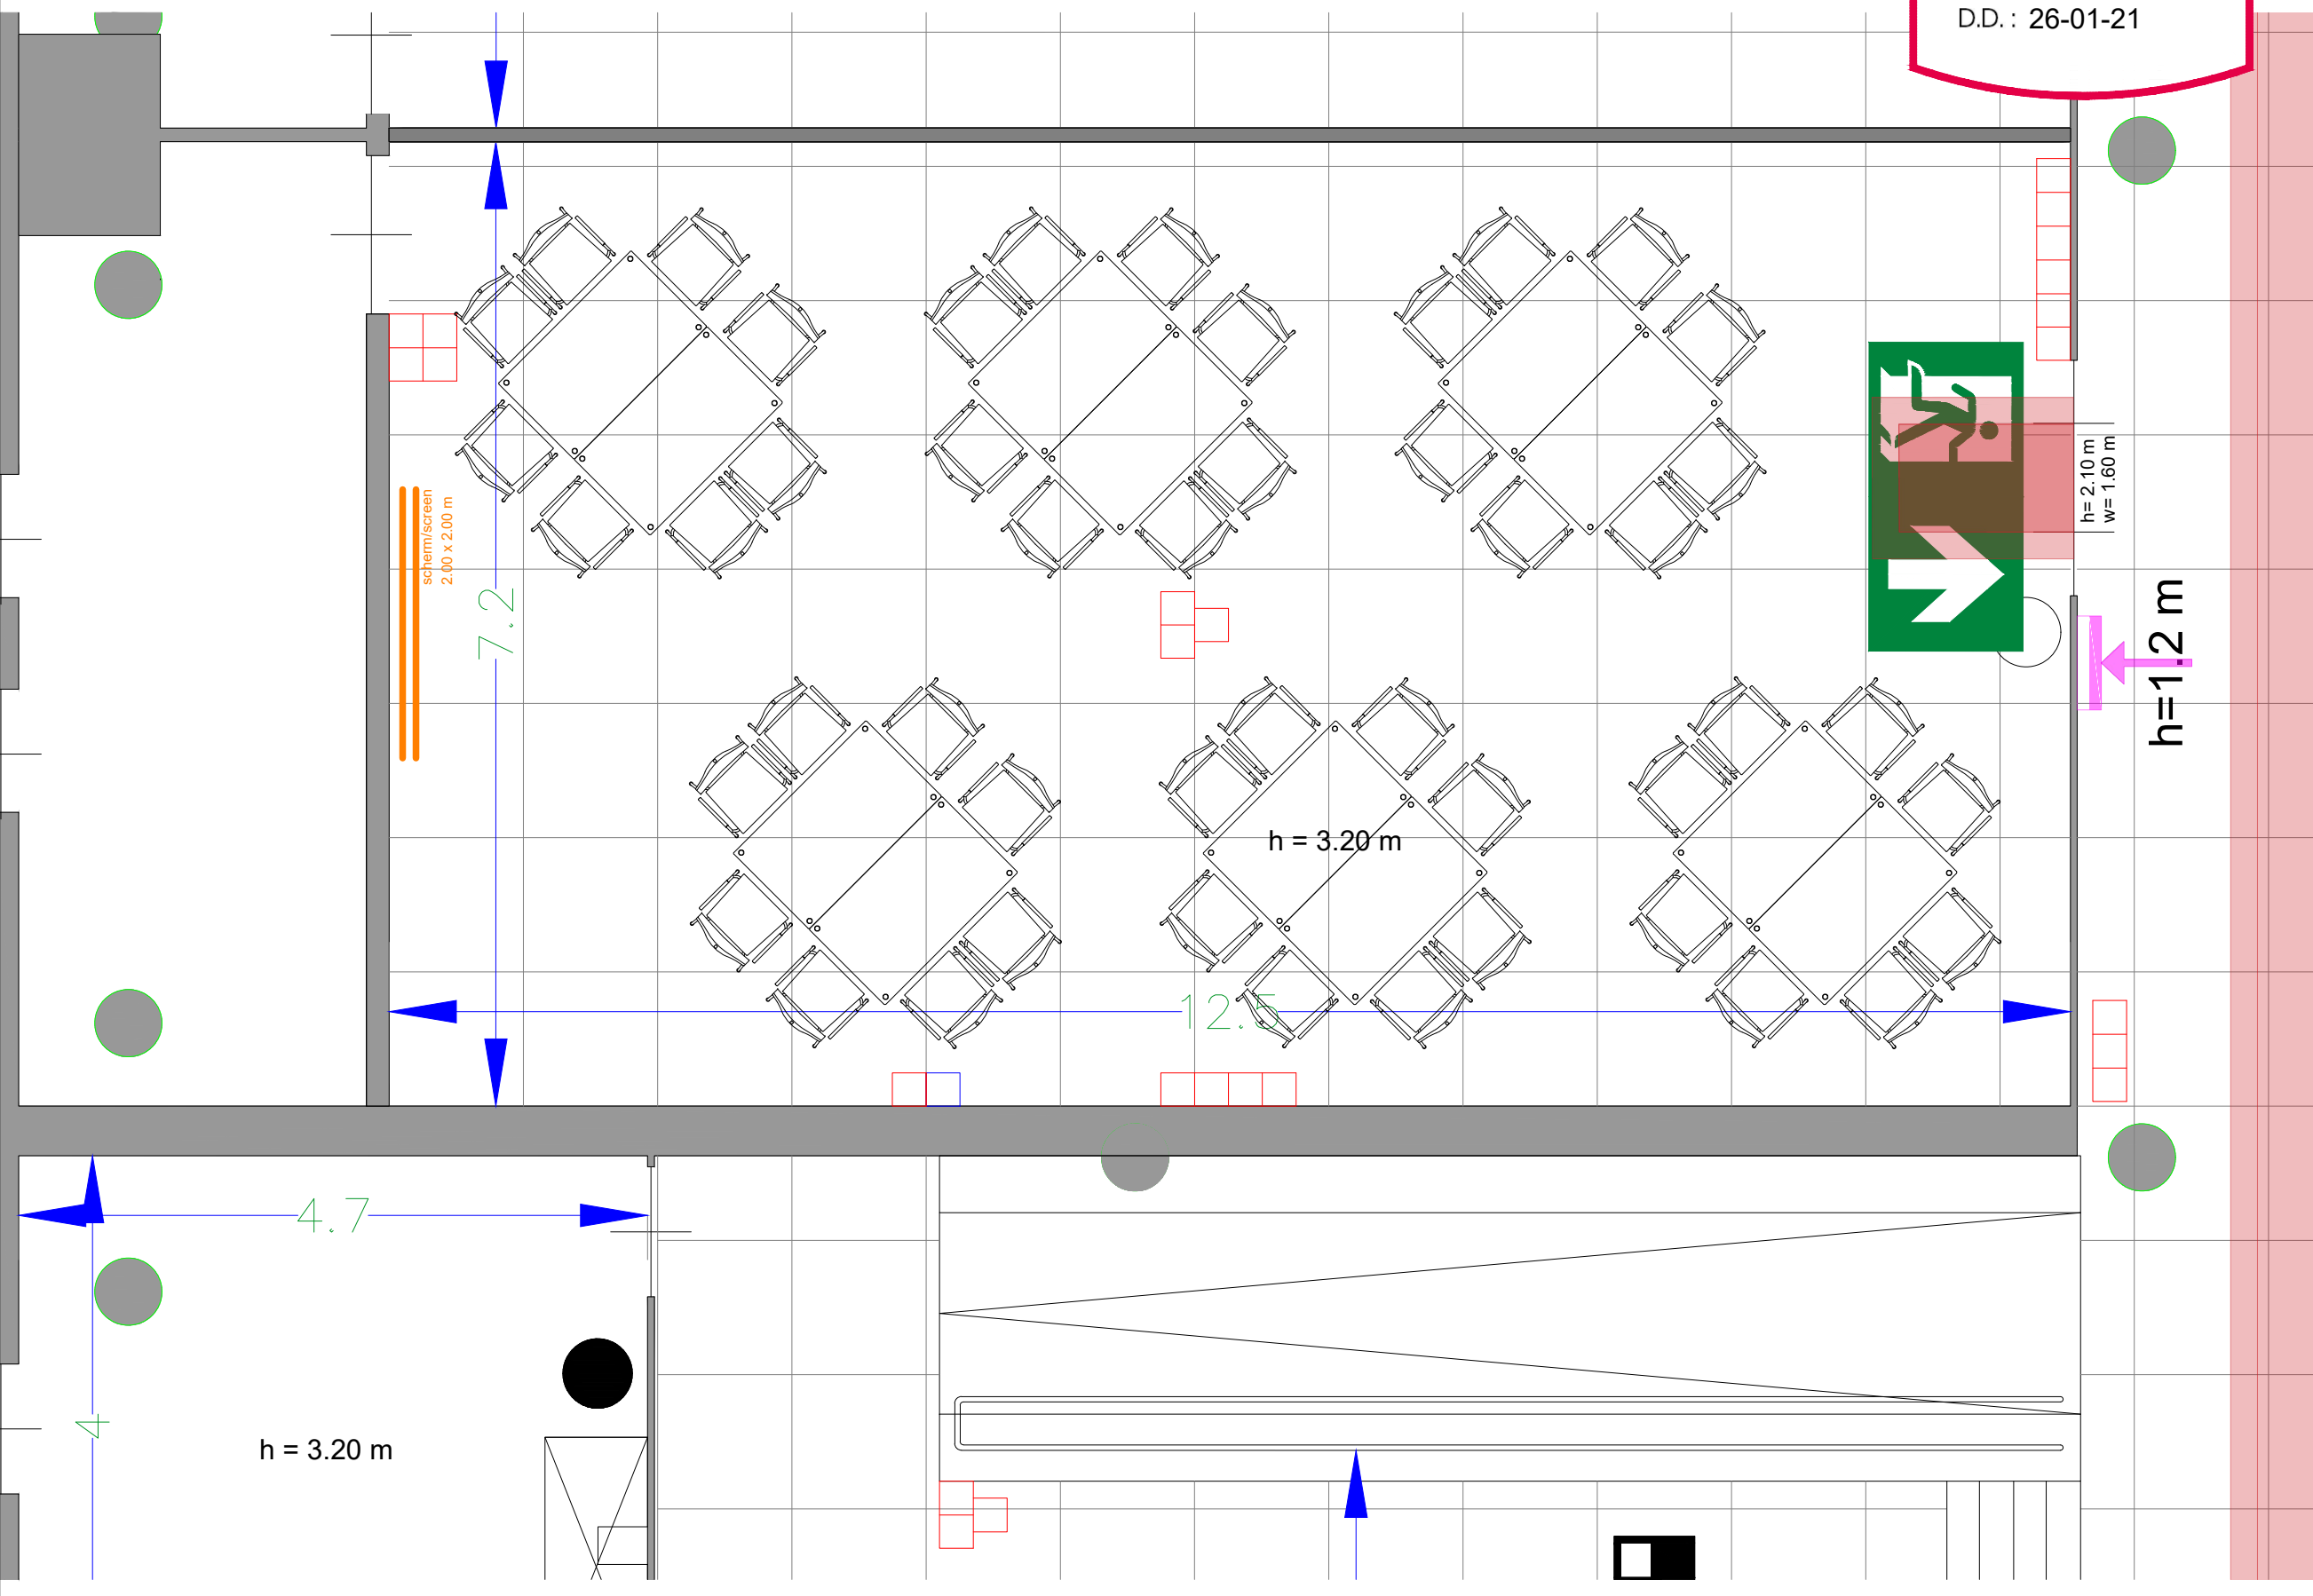 D.D. : 26-01-21
scherm/screen
2.00 x 2.00 m
7.2
h= 2.10 m
w= 1.60 m
h=1.2 m
h = 3.20 m
12.5
4.7
4
h = 3.20 m